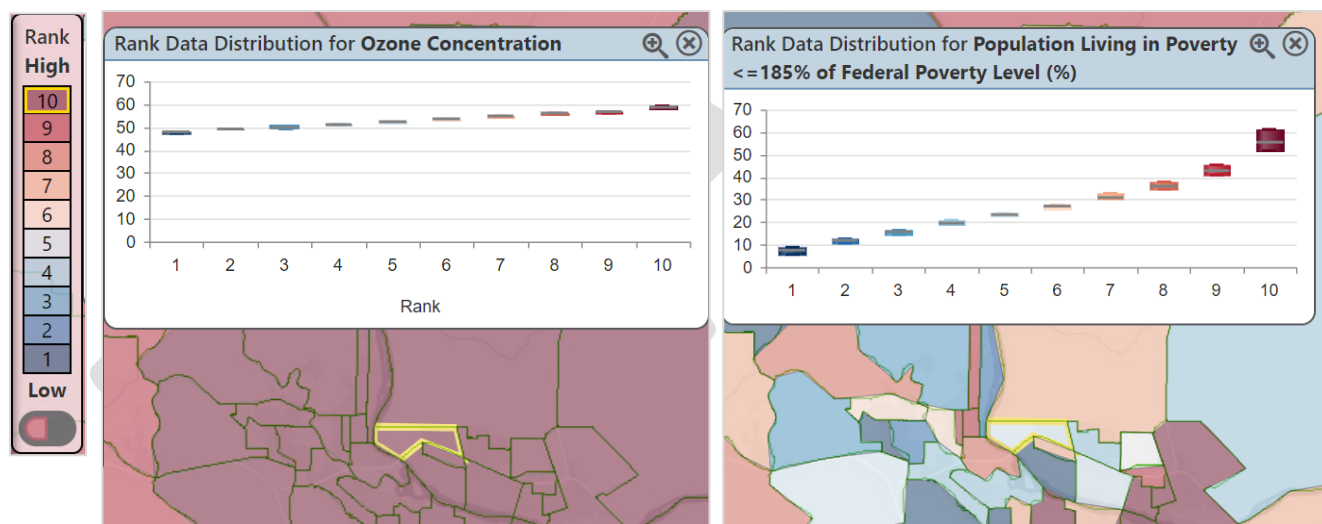 Rank
High
10
9
8
7
6
5
4
3
2
1
Low
Rank Data Distribution for Ozone Concentration
70
60
50
40
30
20
10
0
1 2 3 4 5 6 7 8 9 10
Rank
Rank Data Distribution for Population Living in Poverty
<=185% of Federal Poverty Level (%)
70
60
50
40
30
20
10
0
1 2 3 4 5 6 7 8 9 10